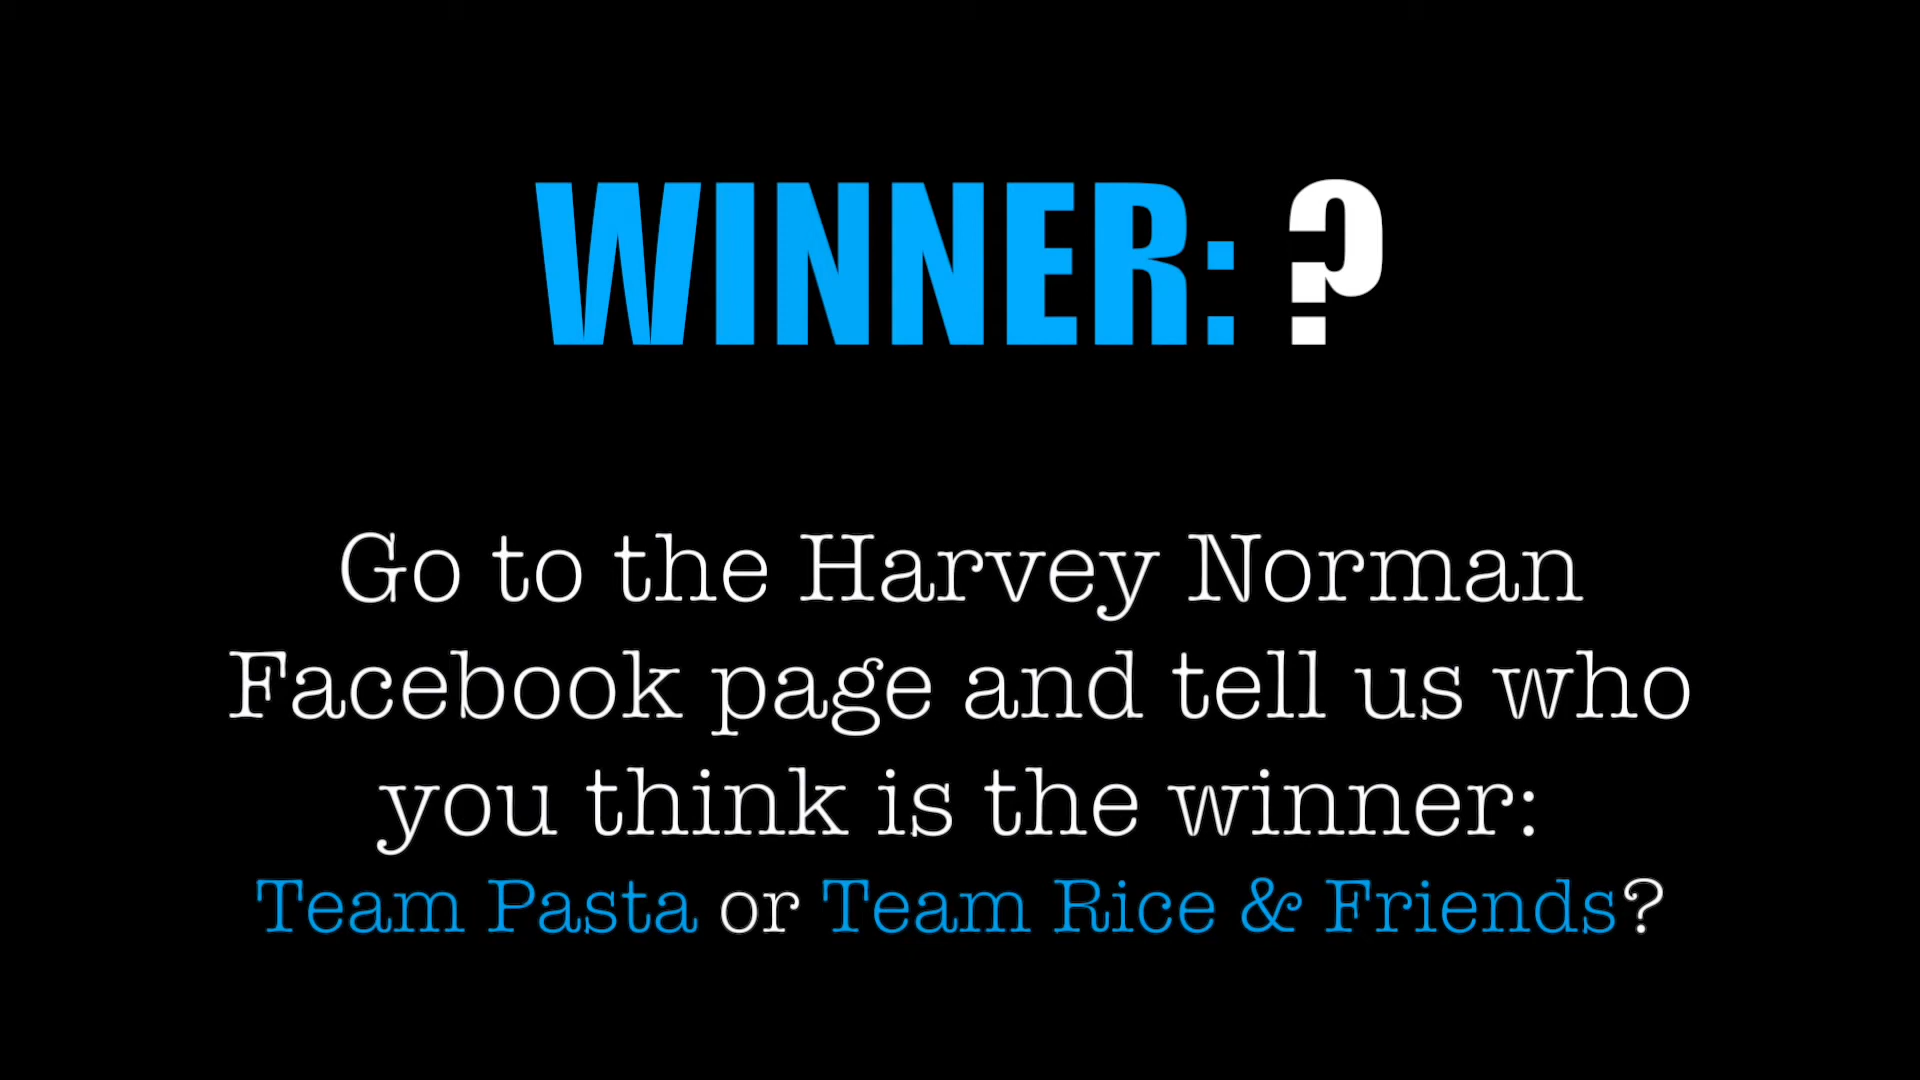 WINNER: ?
Go to the Harvey Norman
Facebook page and tell us who
you think is the winner:
Team Pasta or Team Rice & Friends?